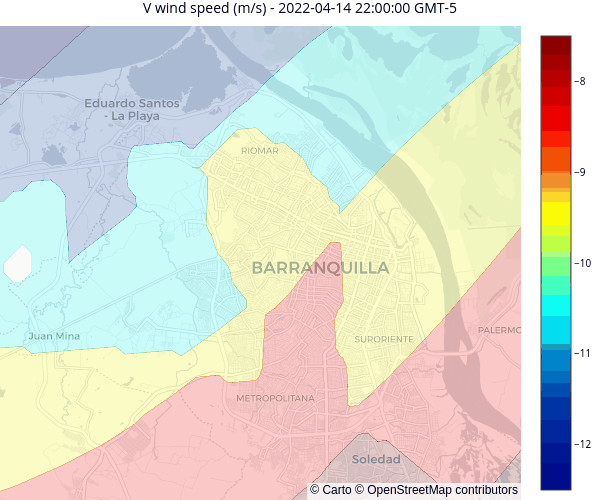 V wind speed (m/s) - 2022-04-14 22:00:00 GMT-5
Eduardo Santos
- La Playa
RIOMAR
BARRANQUILLA
Juan Mina
SURORIENTE
PALERMO
METROPOLITANA
Soledad
© Carto © OpenStreetMap contributors
−8
−9
−10
−11
−12